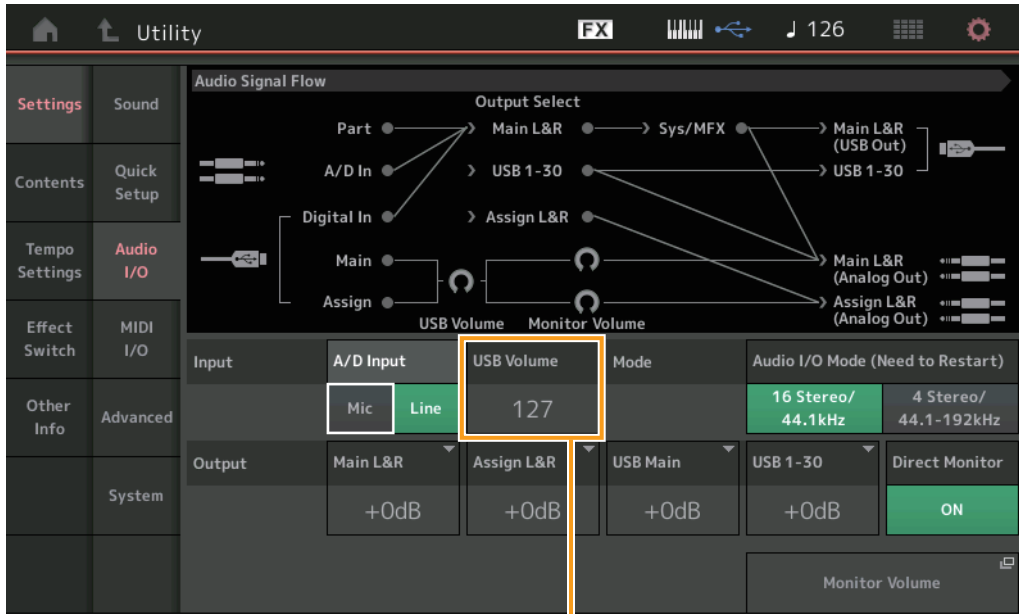 Utility FX ♩ 126
Audio Signal Flow
Settings Sound
Output Select
Part Main L&R Sys/MFX Main L&R
(USB Out)
A/D In USB 1-30 USB 1-30
Contents Quick
Setup
Digital In Assign L&R
Tempo
Settings Audio
I/O
Main Main L&R
(Analog Out)
Assign Assign L&R
(Analog Out)
USB Volume Monitor Volume
Effect
Switch MIDI
I/O
Input A/D Input USB Volume Mode Audio I/O Mode (Need to Restart)
Mic Line 127 16 Stereo/
44.1kHz 4 Stereo/
44.1-192kHz
Other
Info Advanced
Output Main L&R Assign L&R USB Main USB 1-30 Direct Monitor
System
+0dB +0dB +0dB +0dB ON
Monitor Volume